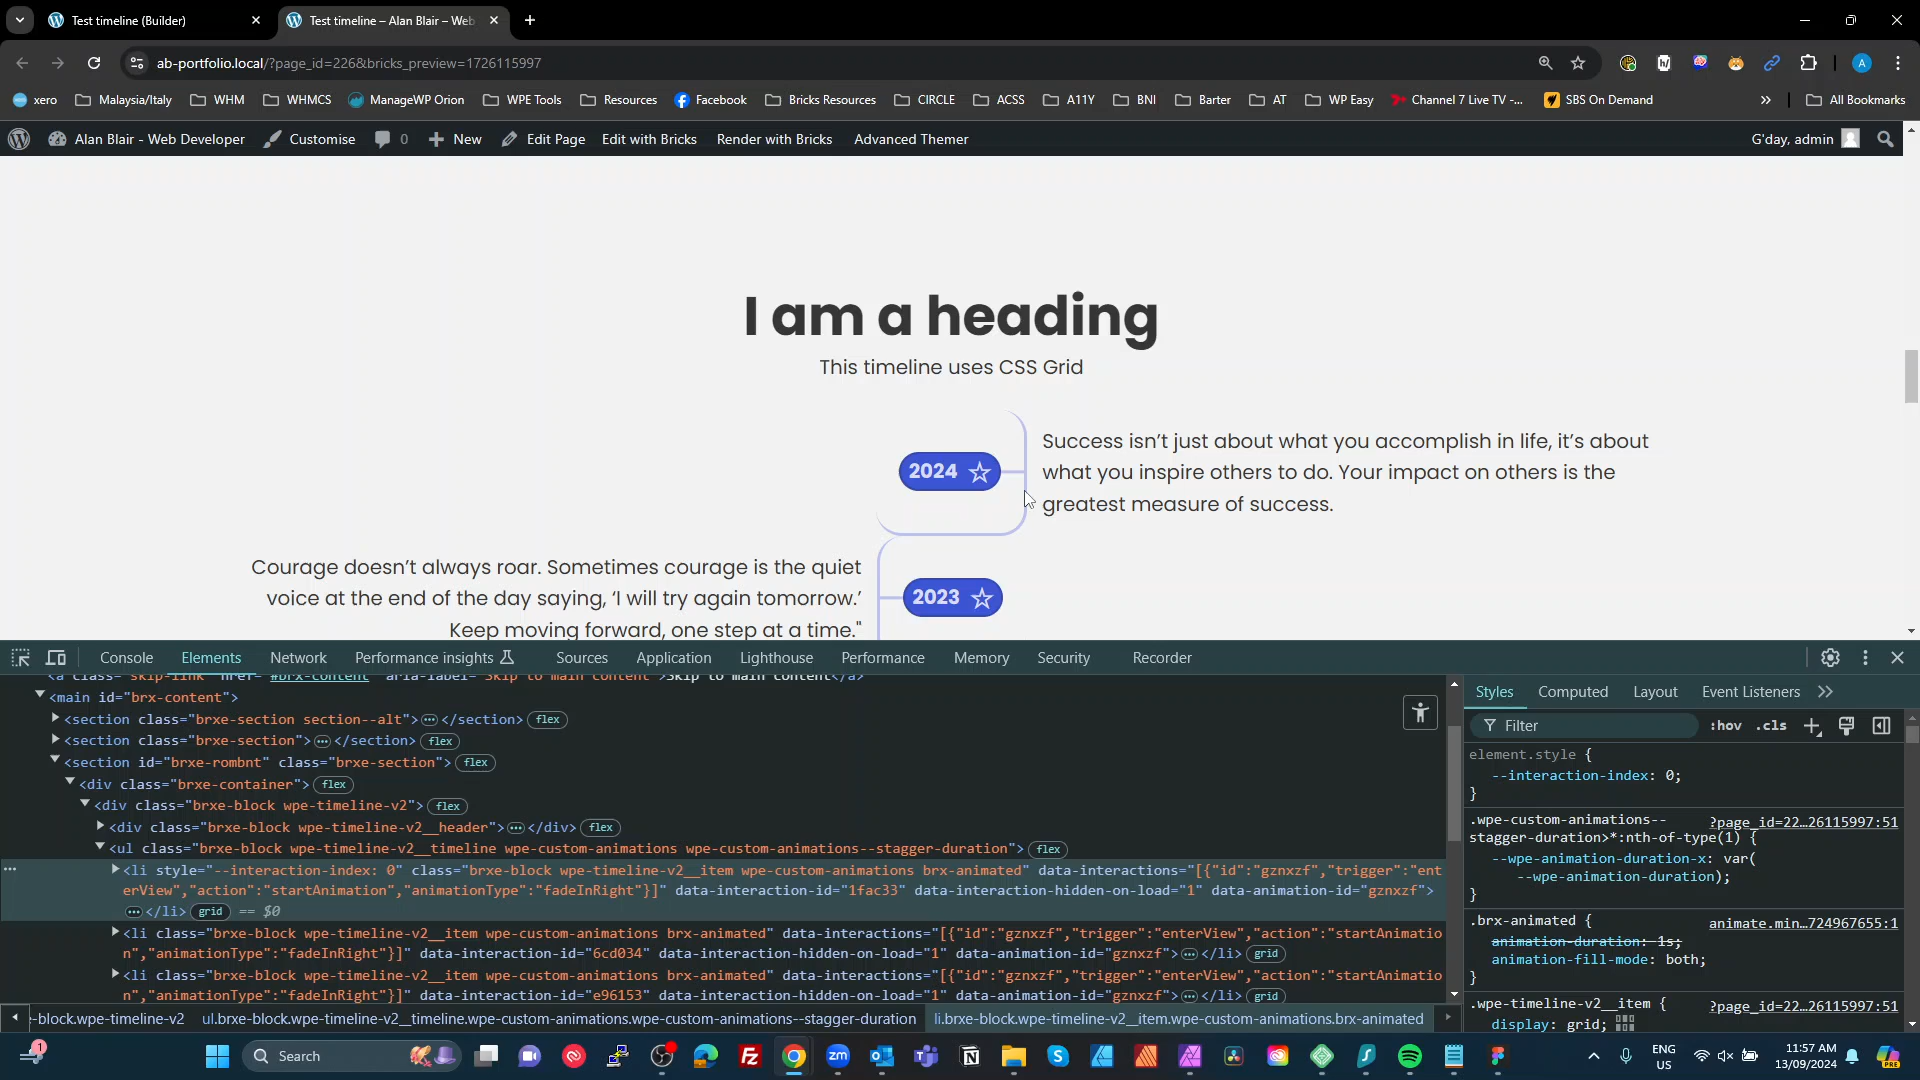 Test timeline (Builder)
Test timeline – Alan Blair – Web
ab-portfolio.local/?page_id=226&bricks_preview=1726115997
A
xero
Malaysia/Italy
WHM
WHMCS
ManageWP Orion
WPE Tools
Resources
Facebook
Bricks Resources
CIRCLE
ACSS
A11Y
BNI
Barter
AT
WP Easy
Channel 7 Live TV -...
SBS On Demand
All Bookmarks
Alan Blair - Web Developer
Customise
0
New
Edit Page
Edit with Bricks
Render with Bricks
Advanced Themer
G'day, admin
I am a heading
This timeline uses CSS Grid
2024
Success isn’t just about what you accomplish in life, it’s about
what you inspire others to do. Your impact on others is the
greatest measure of success.
Courage doesn’t always roar. Sometimes courage is the quiet
voice at the end of the day saying, ‘I will try again tomorrow.’
Keep moving forward, one step at a time."
2023
Console
Elements
Network
Performance insights
Sources
Application
Lighthouse
Performance
Memory
Security
Recorder
<a class="skip-link" href="#brx-content" aria-label="Skip to main content">Skip to main content</a>
<main id="brx-content">
<section class="brxe-section section--alt"> </section> flex
<section class="brxe-section"> </section> flex
<section id="brxe-rombnt" class="brxe-section"> flex
<div class="brxe-container"> flex
<div class="brxe-block wpe-timeline-v2"> flex
<div class="brxe-block wpe-timeline-v2__header"> </div> flex
<ul class="brxe-block wpe-timeline-v2__timeline wpe-custom-animations wpe-custom-animations--stagger-duration"> flex
<li style="--interaction-index: 0" class="brxe-block wpe-timeline-v2__item wpe-custom-animations brx-animated" data-interactions="[{"id":"gznxzf","trigger":"ent
erView","action":"startAnimation","animationType":"fadeInRight"}]" data-interaction-id="1fac33" data-interaction-hidden-on-load="1" data-animation-id="gznxzf">
</li> grid == $0
<li class="brxe-block wpe-timeline-v2__item wpe-custom-animations brx-animated" data-interactions="[{"id":"gznxzf","trigger":"enterView","action":"startAnimatio
n","animationType":"fadeInRight"}]" data-interaction-id="6cd034" data-interaction-hidden-on-load="1" data-animation-id="gznxzf"> </li> grid
<li class="brxe-block wpe-timeline-v2__item wpe-custom-animations brx-animated" data-interactions="[{"id":"gznxzf","trigger":"enterView","action":"startAnimatio
n","animationType":"fadeInRight"}]" data-interaction-id="e96153" data-interaction-hidden-on-load="1" data-animation-id="gznxzf"> </li> grid
-block.wpe-timeline-v2
ul.brxe-block.wpe-timeline-v2__timeline.wpe-custom-animations.wpe-custom-animations--stagger-duration
li.brxe-block.wpe-timeline-v2__item.wpe-custom-animations.brx-animated
Styles
Computed
Layout
Event Listeners
Filter
:hov
.cls
element.style {
--interaction-index: 0;
}
.wpe-custom-animations-- ?page_id=22…26115997:51
stagger-duration>*:nth-of-type(1) {
--wpe-animation-duration-x: var(
--wpe-animation-duration);
}
.brx-animated { animate.min…724967655:1
animation-duration: 1s;
animation-fill-mode: both;
}
.wpe-timeline-v2__item { ?page_id=22…26115997:51
display: grid;
1
Search
zm
ENG
US
11:57 AM
13/09/2024
PRE